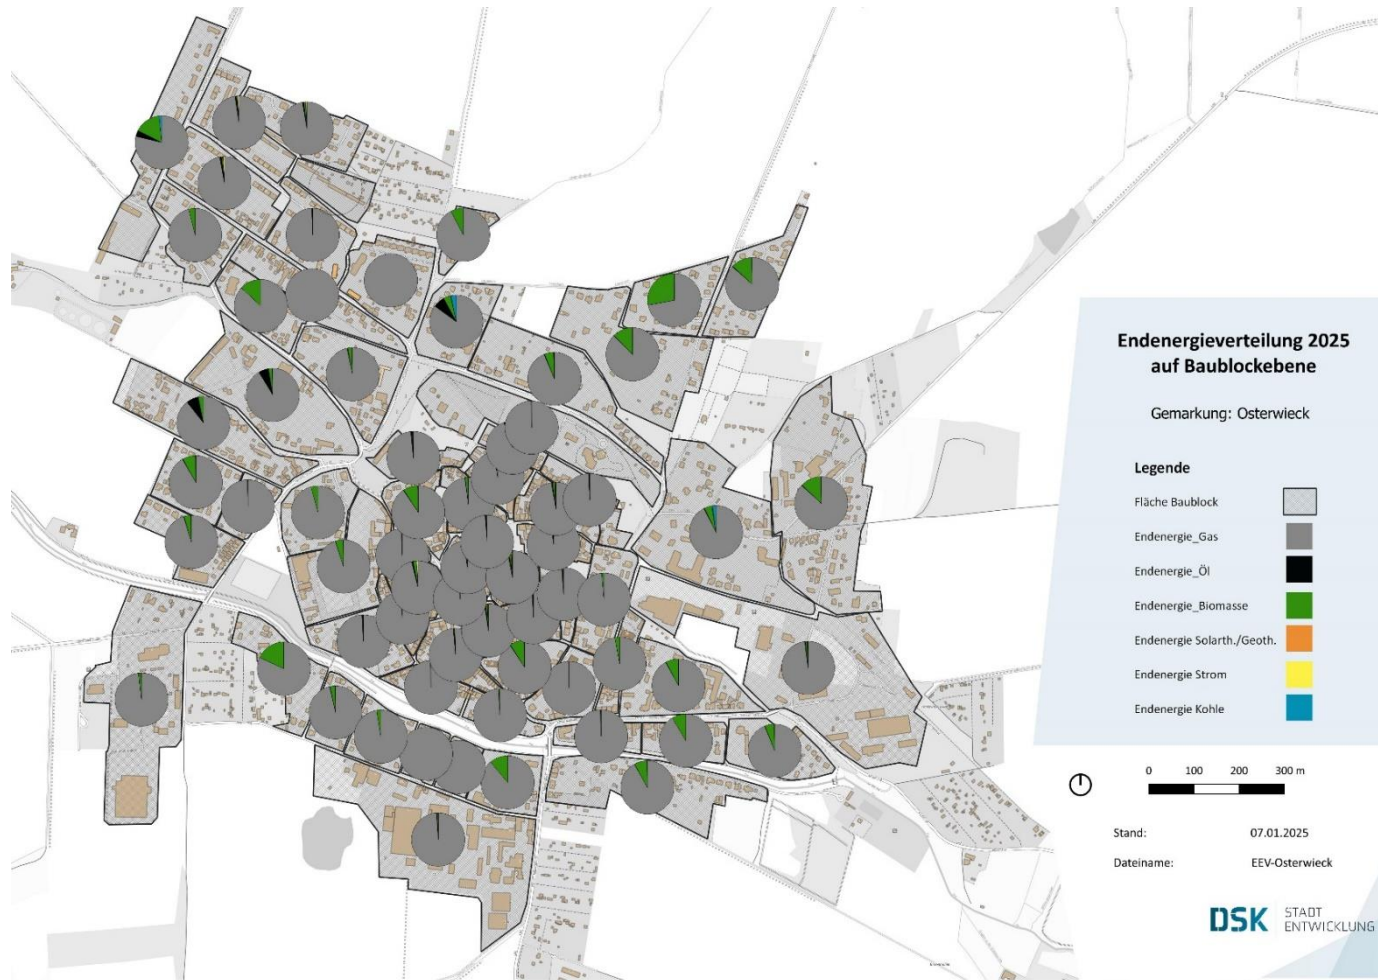 Endenergieverteilung 2025
auf Baublockebene
Gemarkung: Osterwieck
Legende
Fläche Baublock
Endenergie_Gas
Endenergie_Öl
Endenergie_Biomasse
Endenergie Solarth./Geoth.
Endenergie Strom
Endenergie Kohle
0 100 200 300 m
Stand: 07.01.2025
Dateiname: EEV-Osterwieck
DSK STADT
ENTWICKLUNG